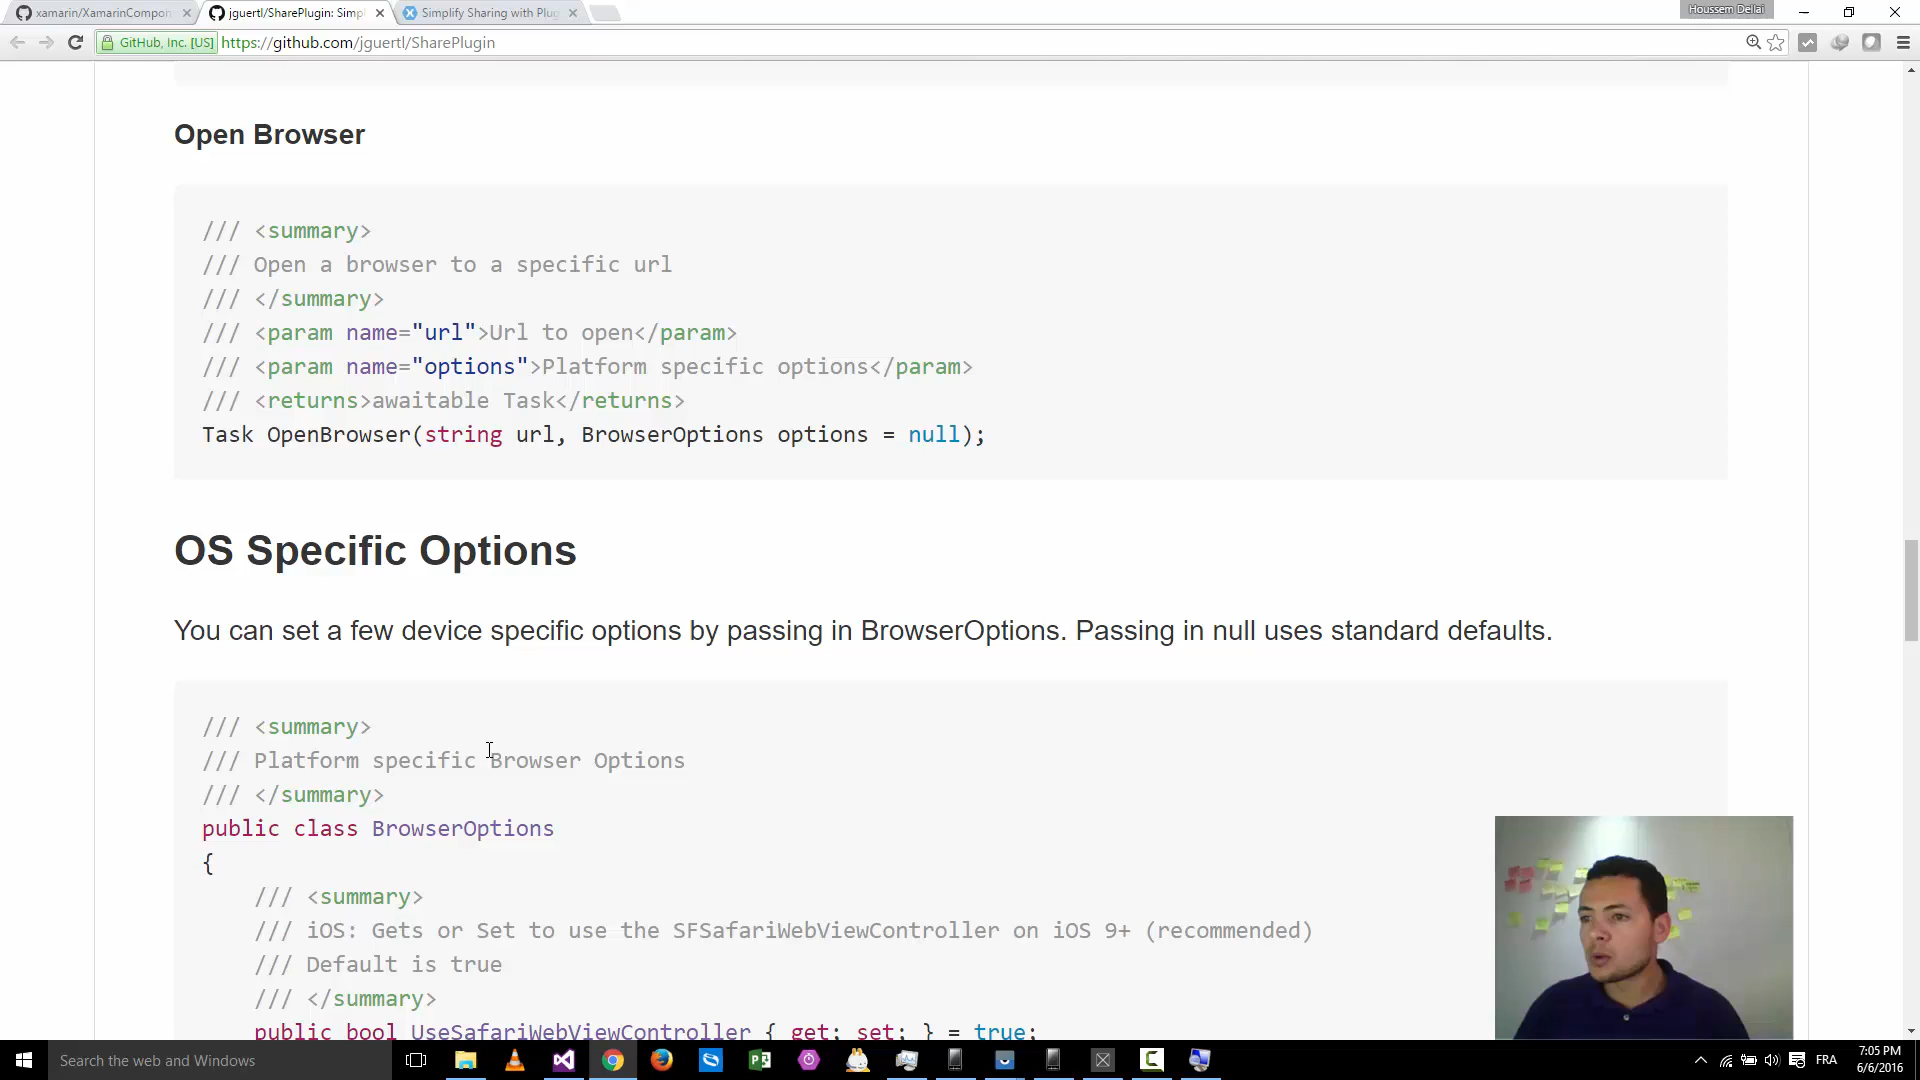 xamarin/XamarinCompon
jguertl/SharePlugin: Simpl
Simplify Sharing with Plug
Houssem Dellai
GitHub, Inc. [US]
https://github.com/jguertl/SharePlugin
Open Browser
/// <summary>
/// Open a browser to a specific url
/// </summary>
/// <param name="url">Url to open</param>
/// <param name="options">Platform specific options</param>
/// <returns>awaitable Task</returns>
Task OpenBrowser(string url, BrowserOptions options = null);
OS Specific Options
You can set a few device specific options by passing in BrowserOptions. Passing in null uses standard defaults.
/// <summary>
/// Platform specific Browser Options
/// </summary>
public class BrowserOptions
{
/// <summary>
/// iOS: Gets or Set to use the SFSafariWebViewController on iOS 9+ (recommended)
/// Default is true
/// </summary>
public bool UseSafariWebViewController { get; set; } = true;
Search the web and Windows
FRA
7:05 PM
6/6/2016